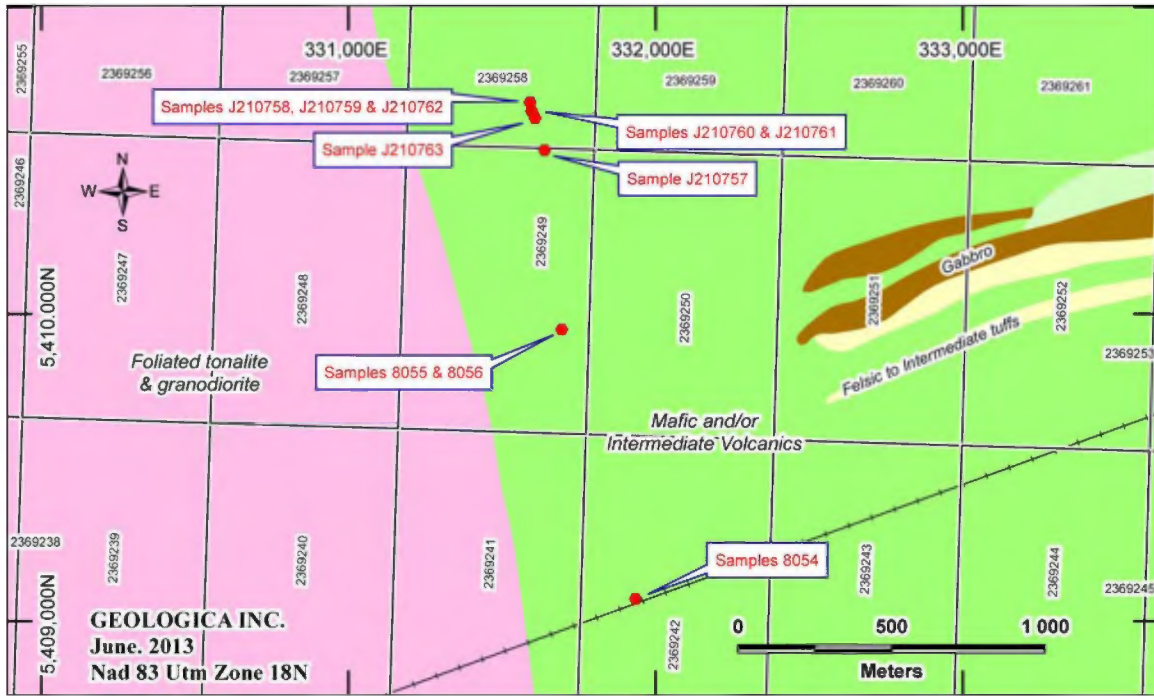 331,000E
332,000E
333,000E
2369255
2369256
2369257
2369258
2369259
2369260
2369261
Samples J210758, J210759 & J210762
Samples J210760 & J210761
Sample J210763
Sample J210757
2369246
N
W E
S
2369247
2369248
2369249
2369250
2369251
2369252
2369253
Gabbro
Felsic to Intermediate tuffs
5,410.000N
Foliated tonalite
& granodiorite
Samples 8055 & 8056
Mafic and/or
Intermediate Volcanics
2369238
2369239
2369240
2369241
Samples 8054
2369242
2369243
2369244
2369245
5,409,000N
GEOLOGICA INC.
June. 2013
Nad 83 Utm Zone 18N
0 500 1 000
Meters